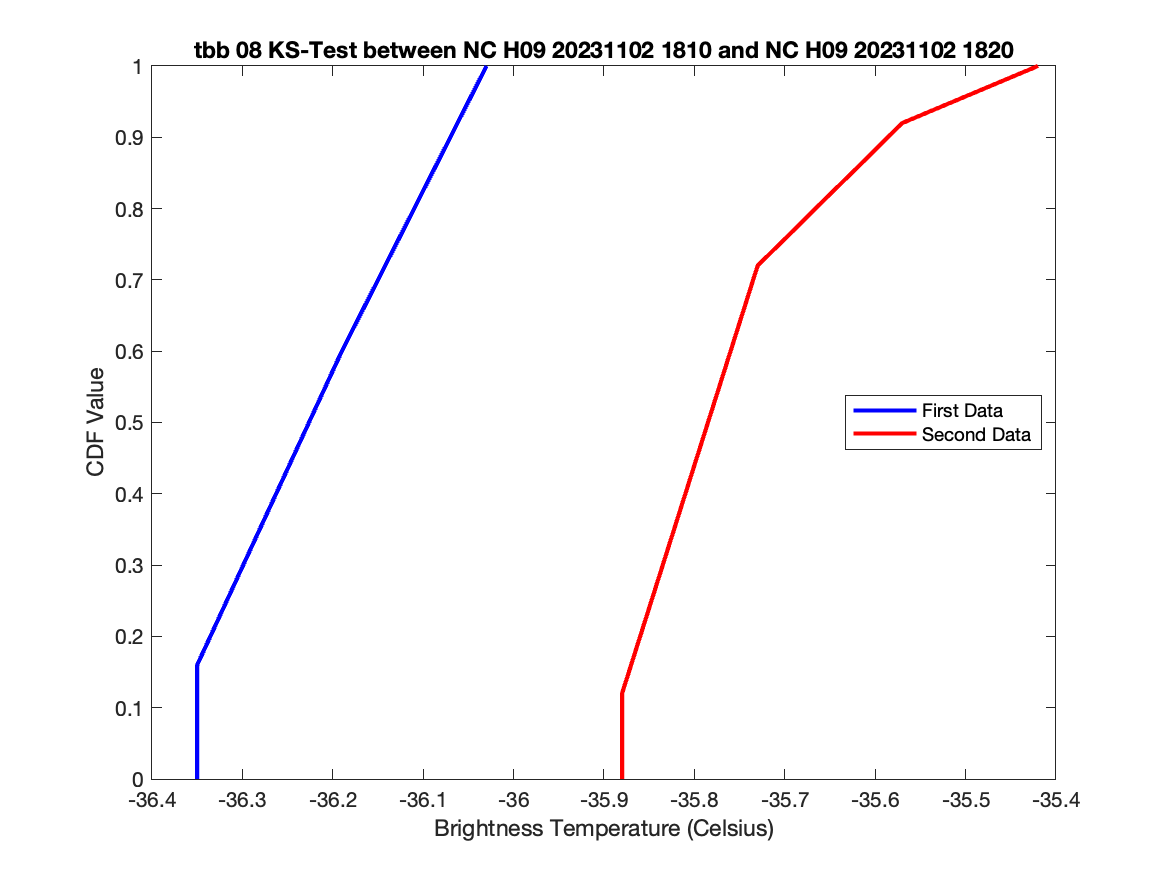 tbb 08 KS-Test between NC H09 20231102 1810 and NC H09 20231102 1820
1
0.9
0.8
0.7
0.6
0.5
0.4
0.3
0.2
0.1
0
CDF Value
First Data
Second Data
-36.4 -36.3 -36.2 -36.1 -36 -35.9 -35.8 -35.7 -35.6 -35.5 -35.4
Brightness Temperature (Celsius)